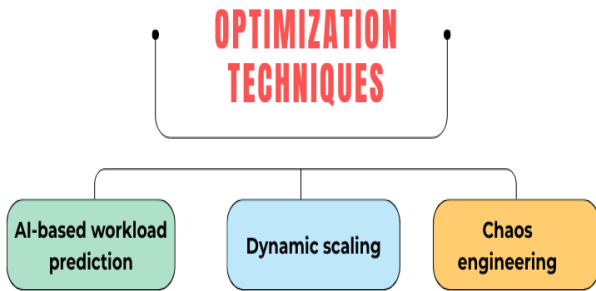 OPTIMIZATION
TECHNIQUES
AI-based workload
prediction
Dynamic scaling
Chaos
engineering